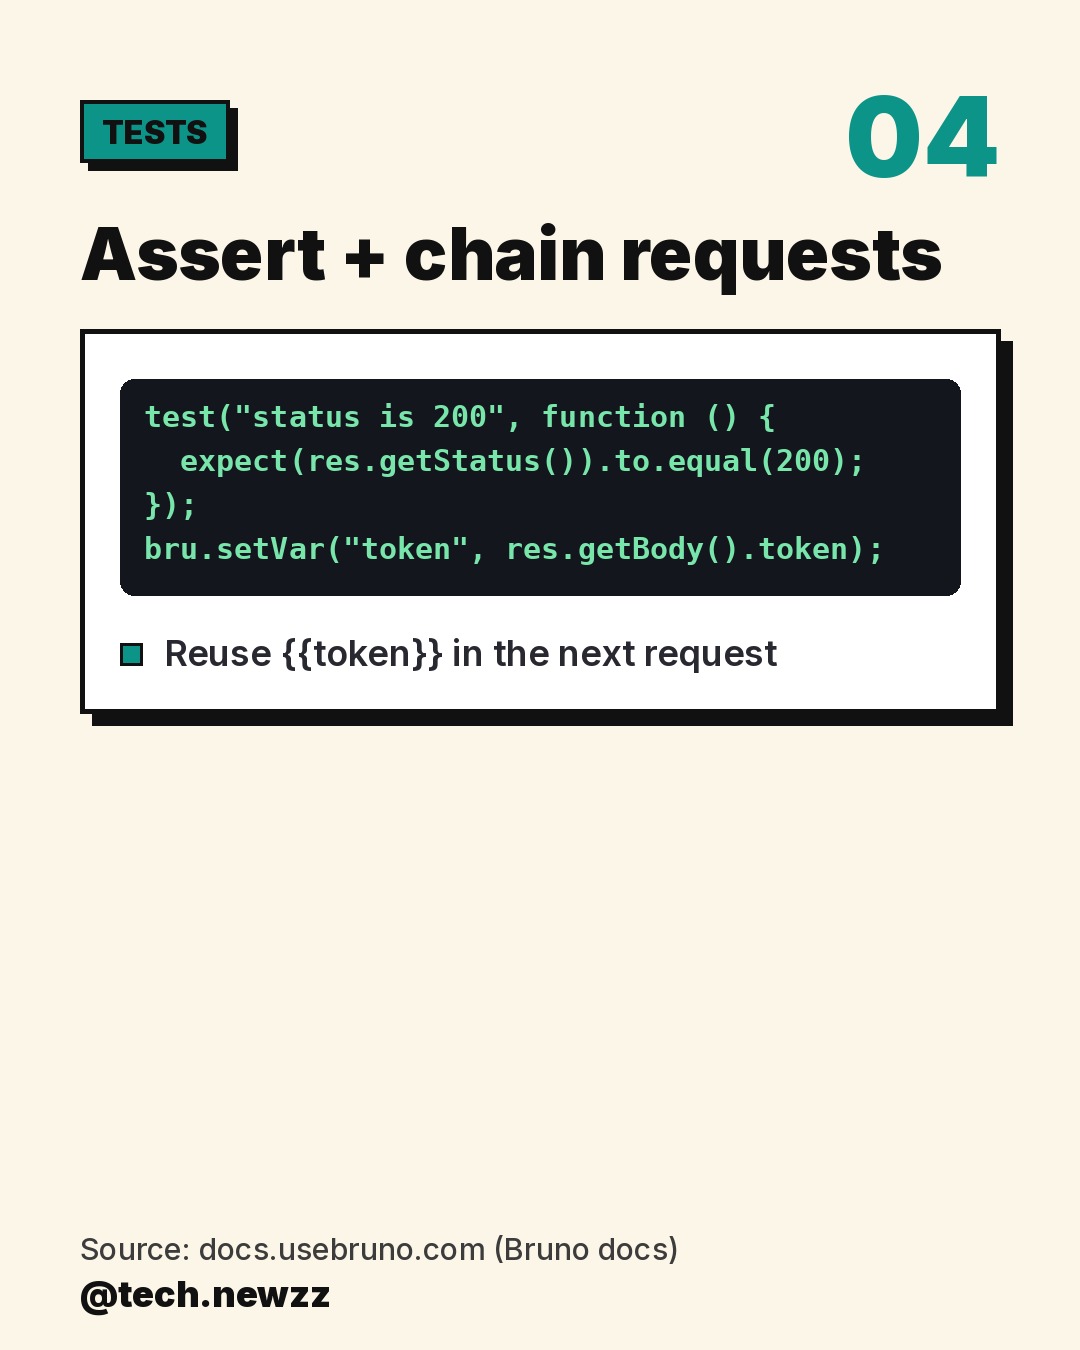 TESTS
04
Assert + chain requests
test("status is 200", function () {
  expect(res.getStatus()).to.equal(200);
});
bru.setVar("token", res.getBody().token);
Reuse {{token}} in the next request
Source: docs.usebruno.com (Bruno docs)
@tech.newzz